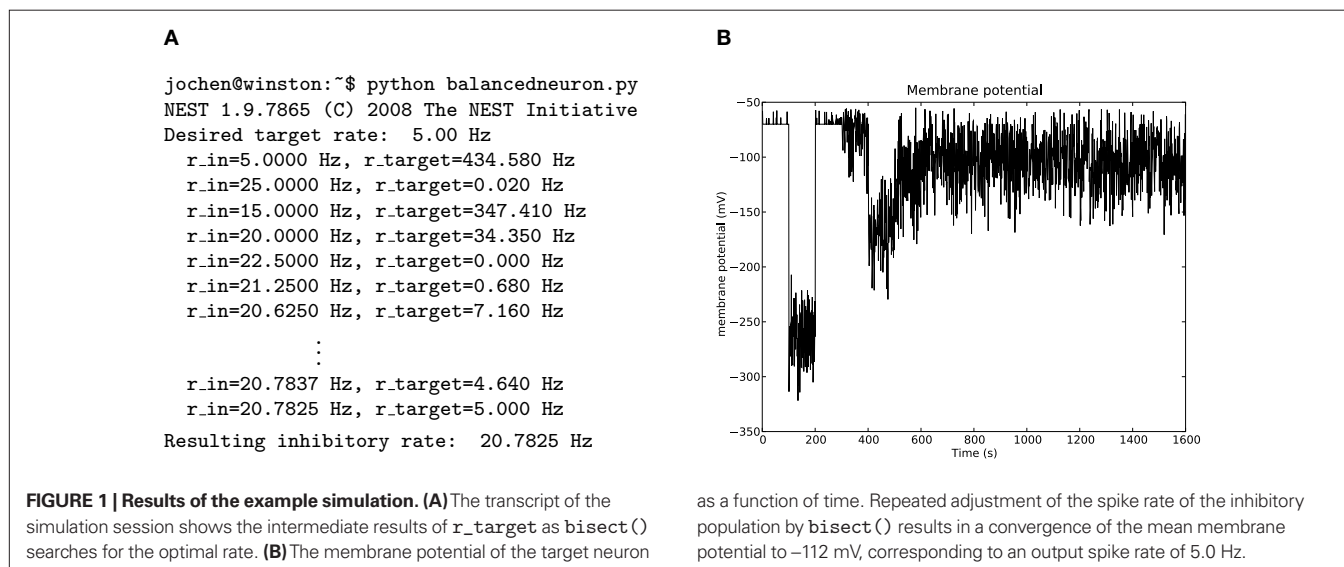 A
jochen@winston:~$ python balancedneuron.py
NEST 1.9.7865 (C) 2008 The NEST Initiative
Desired target rate: 5.00 Hz
r_in=5.0000 Hz, r_target=434.580 Hz
r_in=25.0000 Hz, r_target=0.020 Hz
r_in=15.0000 Hz, r_target=347.410 Hz
r_in=20.0000 Hz, r_target=34.350 Hz
r_in=22.5000 Hz, r_target=0.000 Hz
r_in=21.2500 Hz, r_target=0.680 Hz
r_in=20.6250 Hz, r_target=7.160 Hz
⋮
r_in=20.7837 Hz, r_target=4.640 Hz
r_in=20.7825 Hz, r_target=5.000 Hz
Resulting inhibitory rate: 20.7825 Hz
B
Membrane potential
−50
−100
−150
−200
−250
−300
−350
membrane potential (mV)
0 200 400 600 800 1000 1200 1400 1600
Time (s)
FIGURE 1 | Results of the example simulation. (A) The transcript of the
simulation session shows the intermediate results of r_target as bisect()
searches for the optimal rate. (B) The membrane potential of the target neuron
as a function of time. Repeated adjustment of the spike rate of the inhibitory
population by bisect() results in a convergence of the mean membrane
potential to –112 mV, corresponding to an output spike rate of 5.0 Hz.